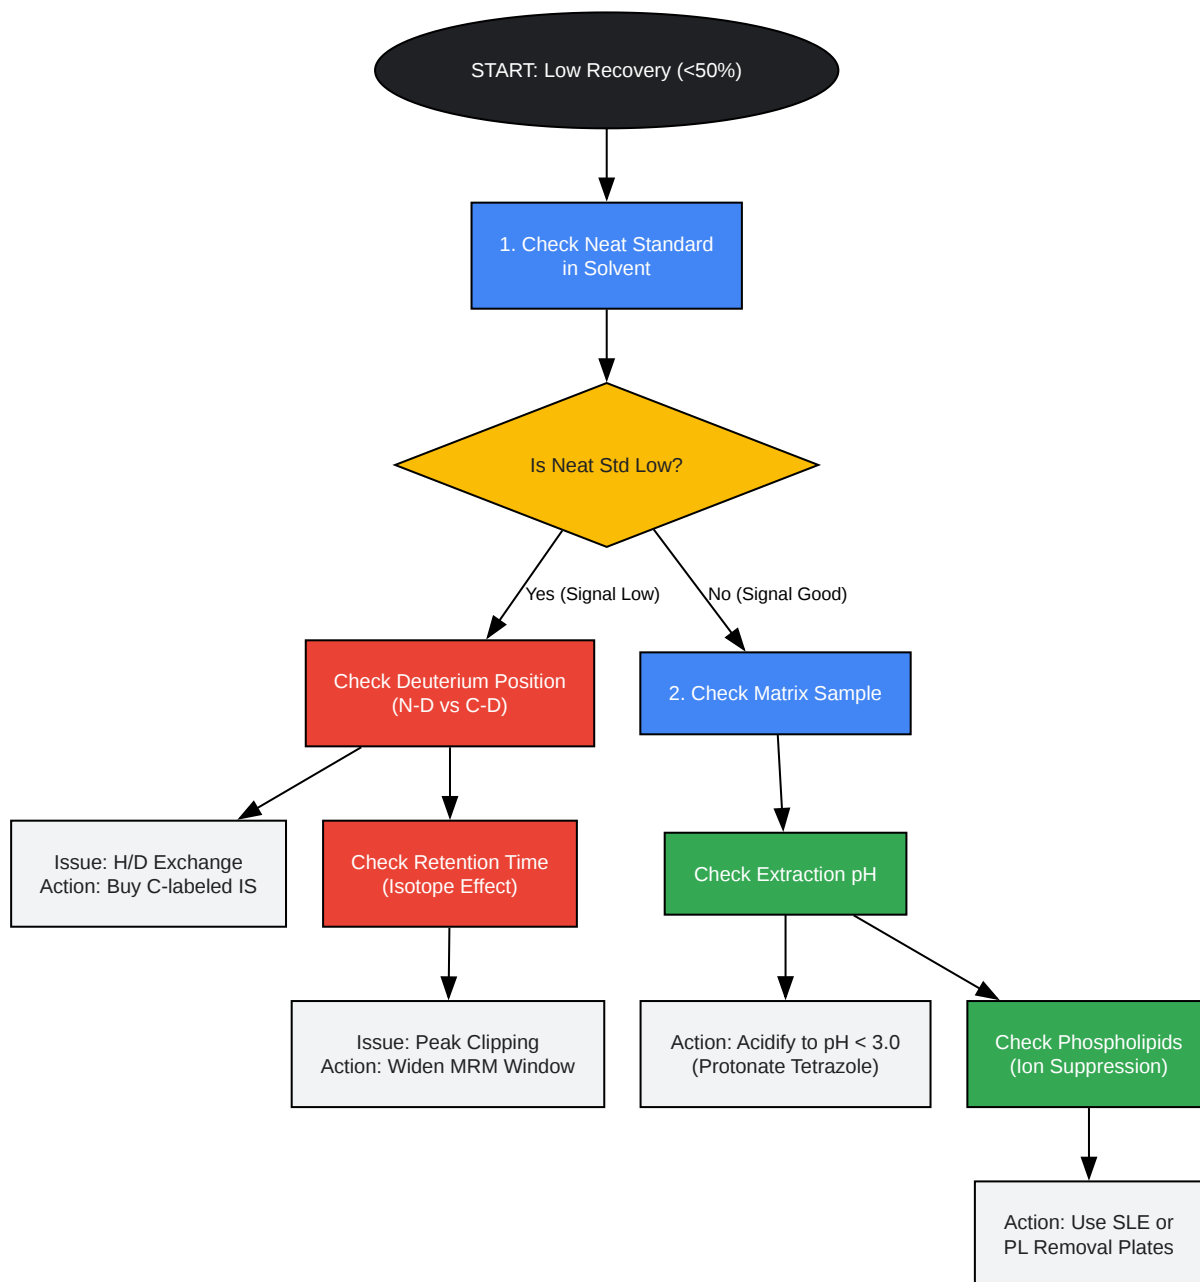 START: Low Recovery (<50%)
1. Check Neat Standard
in Solvent
Is Neat Std Low?
Yes (Signal Low)
No (Signal Good)
Check Deuterium Position
(N-D vs C-D)
2. Check Matrix Sample
Issue: H/D Exchange
Action: Buy C-labeled IS
Check Retention Time
(Isotope Effect)
Check Extraction pH
Issue: Peak Clipping
Action: Widen MRM Window
Action: Acidify to pH < 3.0
(Protonate Tetrazole)
Check Phospholipids
(Ion Suppression)
Action: Use SLE or
PL Removal Plates